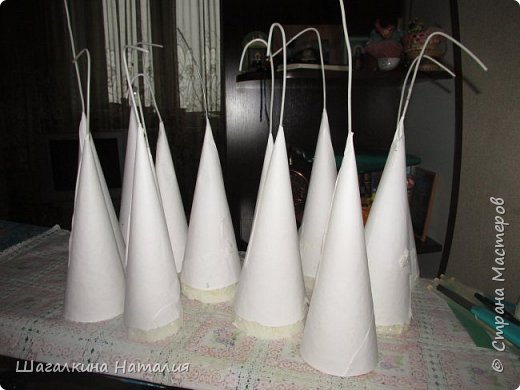 Шагалкина Наталия
© Страна Мастеров